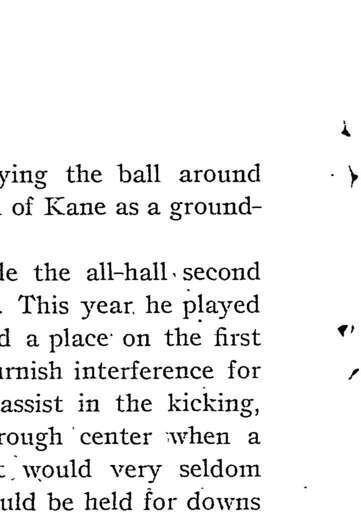 ying the ball around
of Kane as a ground-
le the all-hall second
. This year he played
d a place on the first
urnish interference for
assist in the kicking,
rough center when a
t would very seldom
uld be held for downs